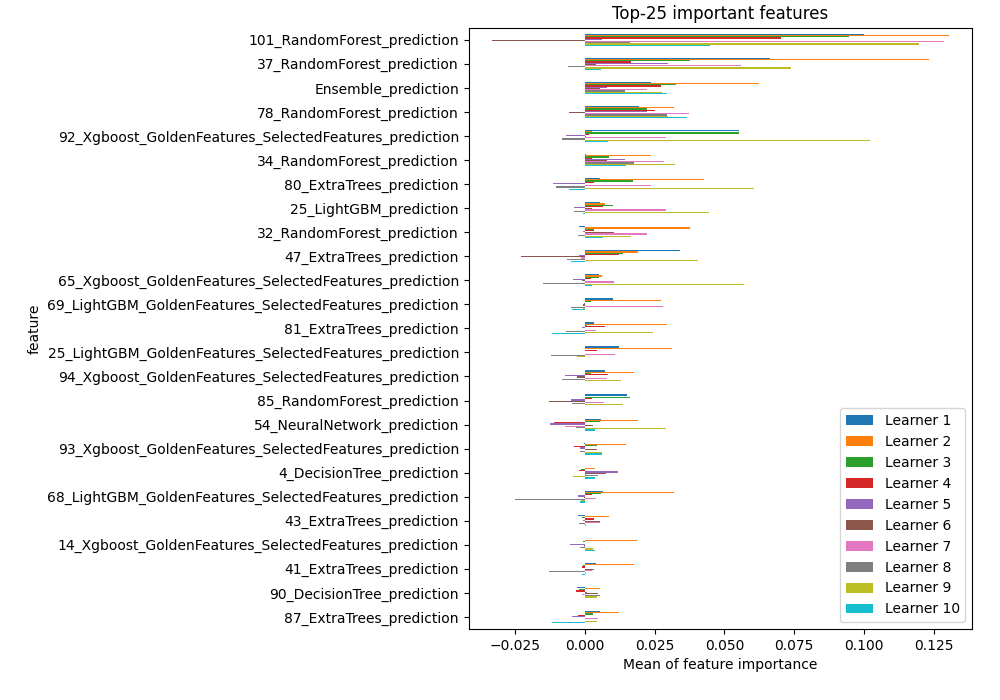 Top-25 important features
101_RandomForest_prediction
37_RandomForest_prediction
Ensemble_prediction
78_RandomForest_prediction
92_Xgboost_GoldenFeatures_SelectedFeatures_prediction
34_RandomForest_prediction
80_ExtraTrees_prediction
25_LightGBM_prediction
32_RandomForest_prediction
47_ExtraTrees_prediction
65_Xgboost_GoldenFeatures_SelectedFeatures_prediction
69_LightGBM_GoldenFeatures_SelectedFeatures_prediction
81_ExtraTrees_prediction
25_LightGBM_GoldenFeatures_SelectedFeatures_prediction
94_Xgboost_GoldenFeatures_SelectedFeatures_prediction
85_RandomForest_prediction
54_NeuralNetwork_prediction
93_Xgboost_GoldenFeatures_SelectedFeatures_prediction
4_DecisionTree_prediction
68_LightGBM_GoldenFeatures_SelectedFeatures_prediction
43_ExtraTrees_prediction
14_Xgboost_GoldenFeatures_SelectedFeatures_prediction
41_ExtraTrees_prediction
90_DecisionTree_prediction
87_ExtraTrees_prediction
feature
Learner 1
Learner 2
Learner 3
Learner 4
Learner 5
Learner 6
Learner 7
Learner 8
Learner 9
Learner 10
−0.025 0.000 0.025 0.050 0.075 0.100 0.125
Mean of feature importance